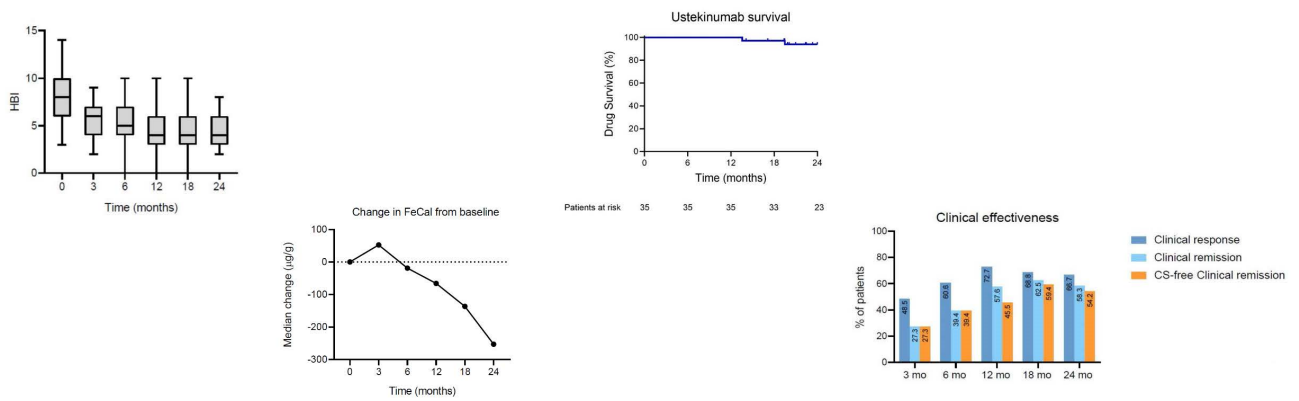 HBI
15
10
5
0
0 3 6 12 18 24
Time (months)
Change in FeCal from baseline
Median change (µg/g)
100
0
-100
-200
-300
0 3 6 12 18 24
Time (months)
Ustekinumab survival
Drug Survival (%)
100
80
60
40
20
0
0 6 12 18 24
Time (months)
Patients at risk 35 35 35 33 23
Clinical effectiveness
% of patients
100
80
60
40
20
0
48.5 27.3 27.3
60.6 39.4 39.4
72.7 57.6 45.5
68.8 62.5 59.4
66.7 58.3 54.2
3 mo 6 mo 12 mo 18 mo 24 mo
Clinical response
Clinical remission
CS-free Clinical remission